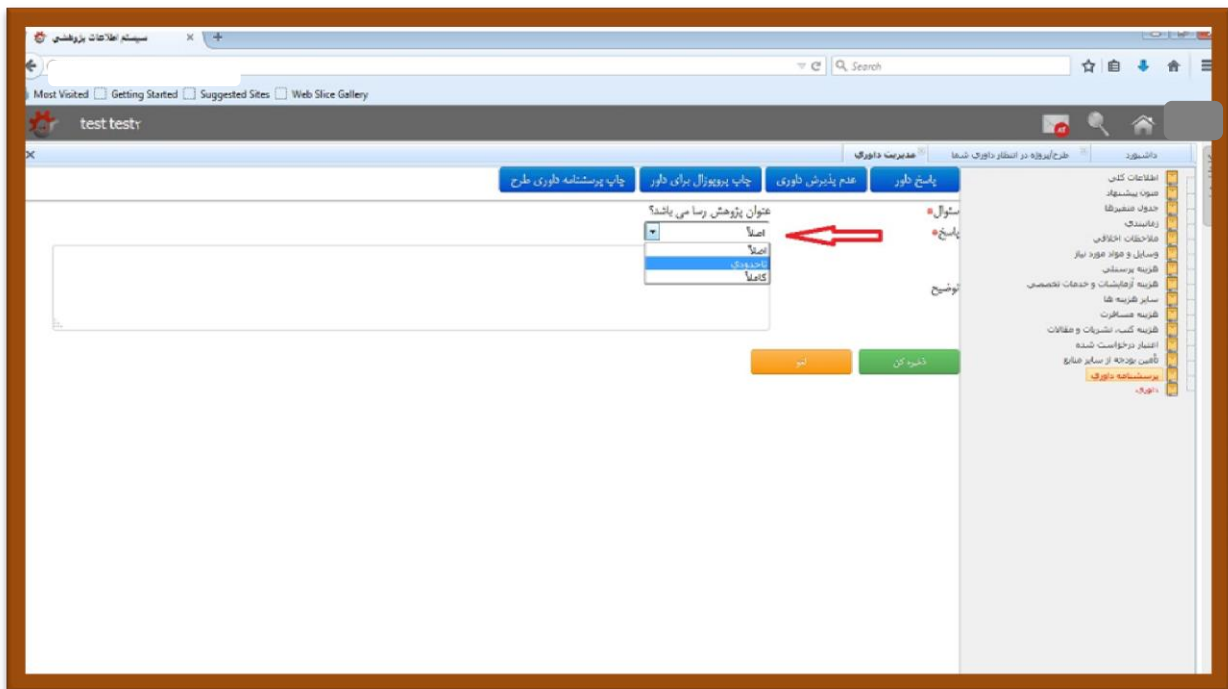 سیستم اطلاعات پژوهشی × +
Search
Most Visited Getting Started Suggested Sites Web Slice Gallery
test test۲
داشبورد
طرح/پروژه در انتظار داوری شما
مدیریت داوری
×
پاسخ داور
عدم پذیرش داوری
چاپ پروپوزال برای داور
چاپ پرسشنامه داوری طرح
سئوال* عنوان پژوهش رسا می باشد؟
پاسخ* اصلاً
اصلاً
تاحدودی
کاملاً
توضیح
ذخیره کن
لغو
اطلاعات کلی
متون پیشنهاد
جدول متغیرها
زمانبندی
ملاحظات اخلاقی
وسایل و مواد مورد نیاز
هزینه پرسنلی
هزینه آزمایشات و خدمات تخصصی
سایر هزینه ها
هزینه مسافرت
هزینه کتب، نشریات و مقالات
اعتبار درخواست شده
تأمین بودجه از سایر منابع
پرسشنامه داوری
داوری